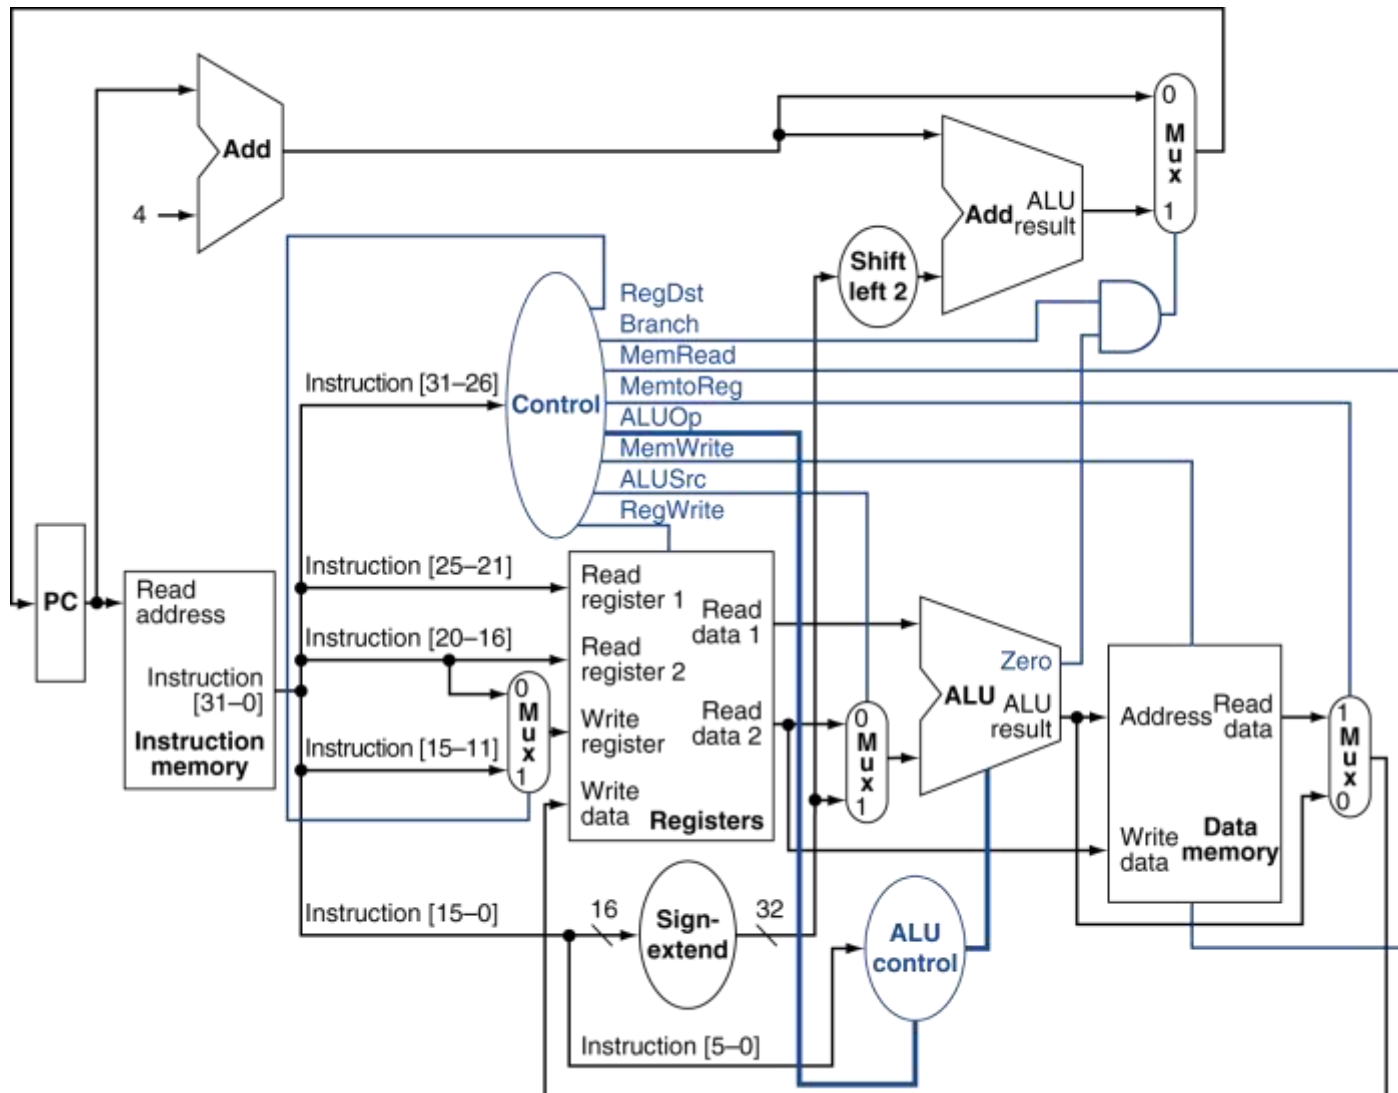 0
M
u
x
1
Add
4
Add
ALU
result
Shift
left 2
RegDst
Branch
MemRead
MemtoReg
ALUOp
MemWrite
ALUSrc
RegWrite
Control
Instruction [31–26]
Instruction [25–21]
Instruction [20–16]
Instruction [15–11]
Instruction [15–0]
Instruction [5–0]
PC
Read
address
Instruction
[31–0]
Instruction
memory
0
M
u
x
1
Read
register 1
Read
register 2
Write
register
Write
data
Read
data 1
Read
data 2
Registers
0
M
u
x
1
Zero
ALU
ALU
result
Address
Read
data
Write
data
Data
memory
1
M
u
x
0
16
Sign-
extend
32
ALU
control